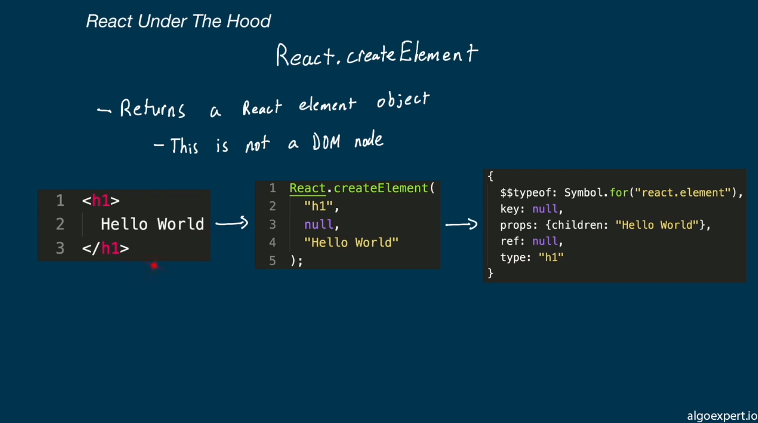 React Under The Hood
React.createElement
- Returns a React element object
- This is not a DOM node
1 <h1>
2 Hello World
3 </h1>
1 React.createElement(
2 "h1",
3 null,
4 "Hello World"
5 );
{
$$typeof: Symbol.for("react.element"),
key: null,
props: {children: "Hello World"},
ref: null,
type: "h1"
}
algoexpert.io